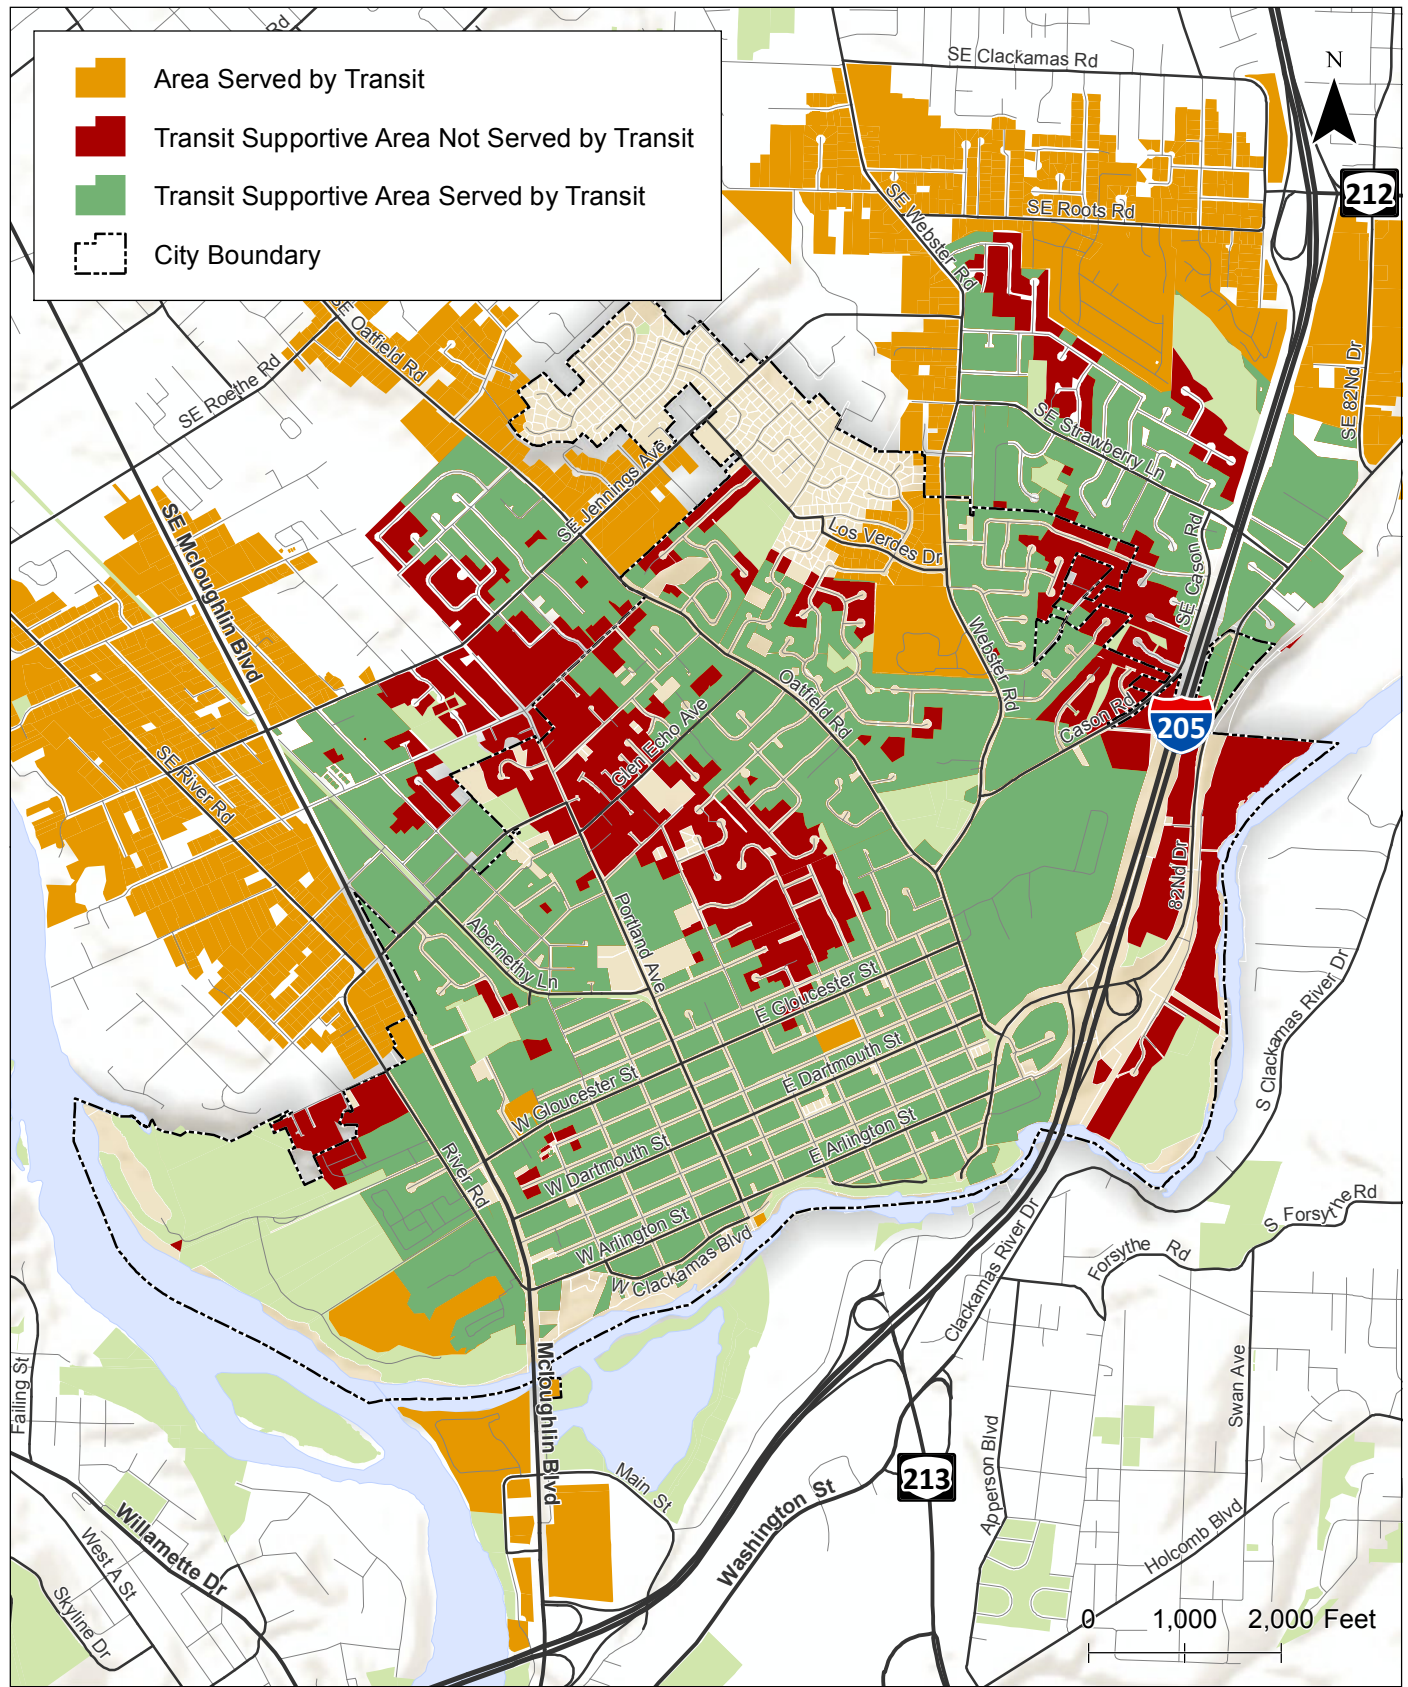 Rd
Rd
Area Served by Transit
Transit Supportive Area Not Served by Transit
Transit Supportive Area Served by Transit
City Boundary
N
SE Clackamas Rd
212
SE Webster Rd
SE Roots Rd
SE Oatfield Rd
SE Roethe Rd
SE 82Nd Dr
SE Strawberry Ln
SE Jennings Ave
SE Mcloughlin Blvd
Los Verdes Dr
SE Cason Rd
Webster Rd
Oatfield Rd
Cason Rd
205
Glen Echo Ave
SE River Rd
82Nd Dr
Portland Ave
Abernethy Ln
E Gloucester St
S Clackamas River Dr
E Dartmouth St
W Gloucester St
E Arlington St
W Dartmouth St
River Rd
W Arlington St
W Clackamas Blvd
S Forsythe Rd
Forsythe Rd
Clackamas River Dr
Failing St
Mcloughlin Blvd
Swan Ave
Main St
213
Apperson Blvd
Washington St
Holcomb Blvd
Willamette Dr
West A St
Skyline Dr
0 1,000 2,000 Feet